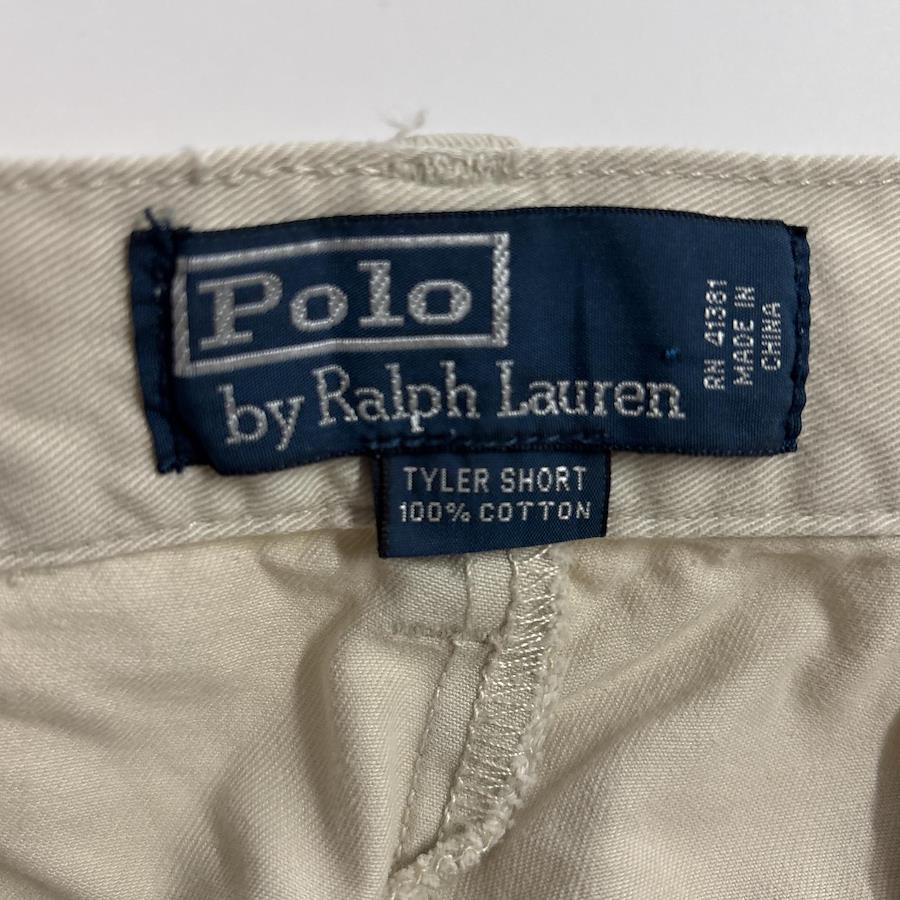 Polo
by Ralph Lauren
RN 41381
MADE IN
CHINA
TYLER SHORT
100% COTTON